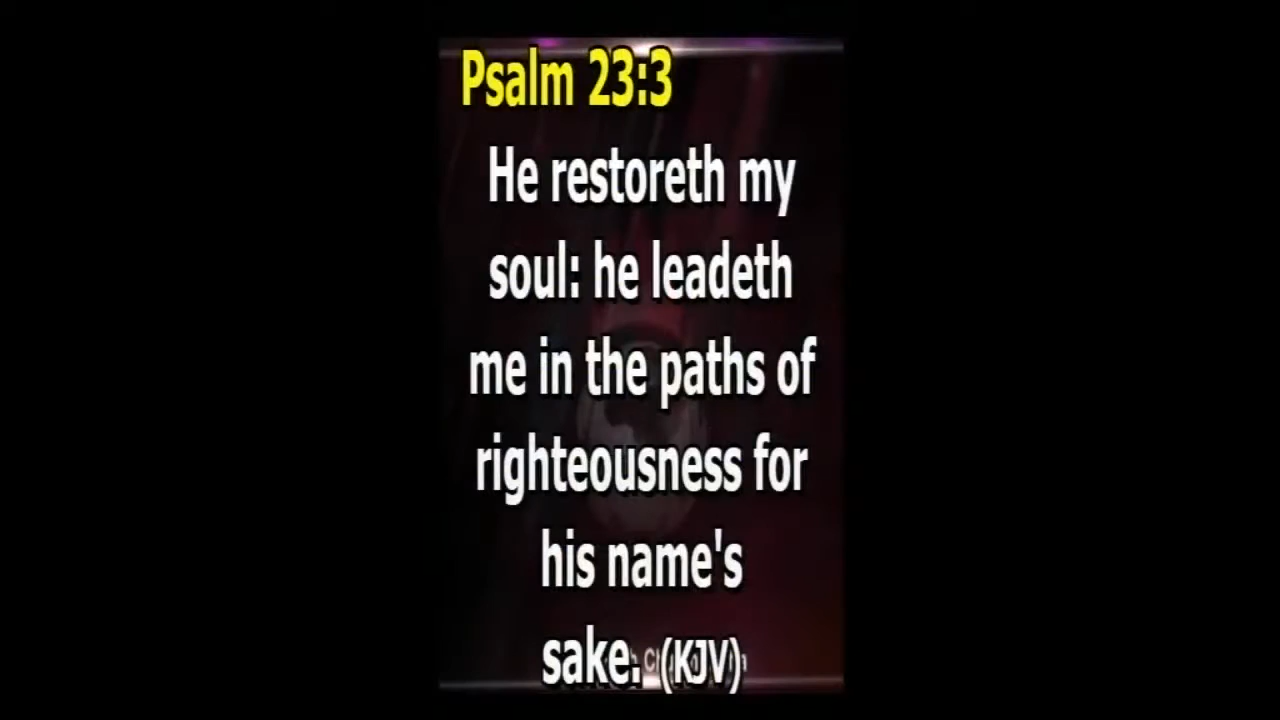 Psalm 23:3
He restoreth my
soul: he leadeth
me in the paths of
righteousness for
his name's
sake. (KJV)